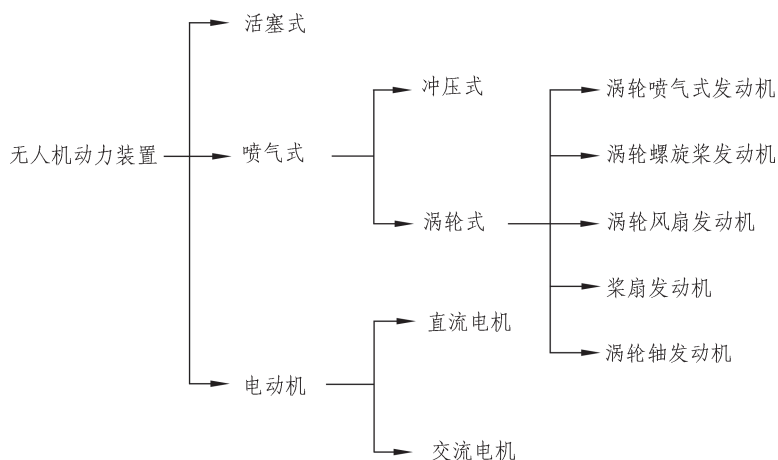 活塞式
冲压式
涡轮喷气式发动机
无人机动力装置
喷气式
涡轮螺旋桨发动机
涡轮式
涡轮风扇发动机
桨扇发动机
直流电机
涡轮轴发动机
电动机
交流电机